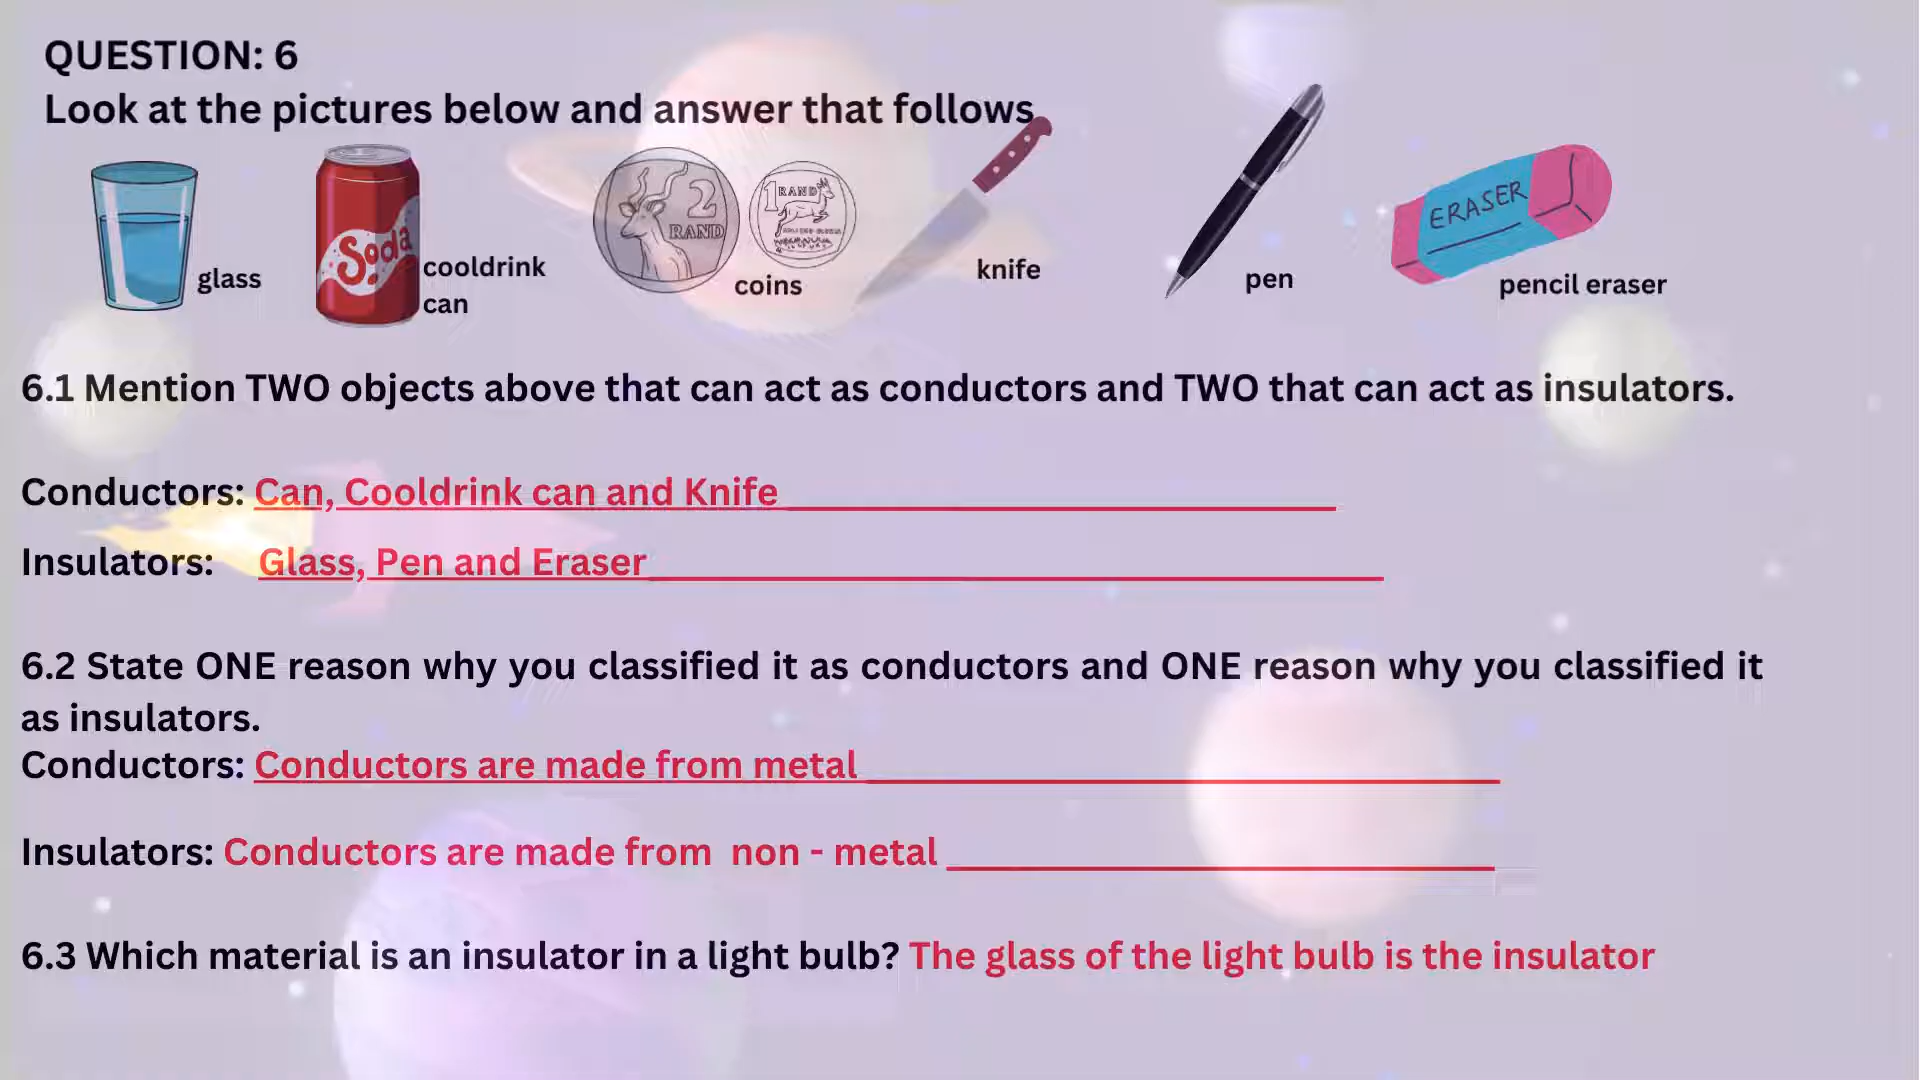 QUESTION: 6
Look at the pictures below and answer that follows
glass
Soda
cooldrink
can
2
RAND
1
RAND
coins
knife
pen
ERASER
pencil eraser
6.1 Mention TWO objects above that can act as conductors and TWO that can act as insulators.
Conductors: Can, Cooldrink can and Knife
Insulators: Glass, Pen and Eraser
6.2 State ONE reason why you classified it as conductors and ONE reason why you classified it
as insulators.
Conductors: Conductors are made from metal
Insulators: Conductors are made from non - metal
6.3 Which material is an insulator in a light bulb? The glass of the light bulb is the insulator